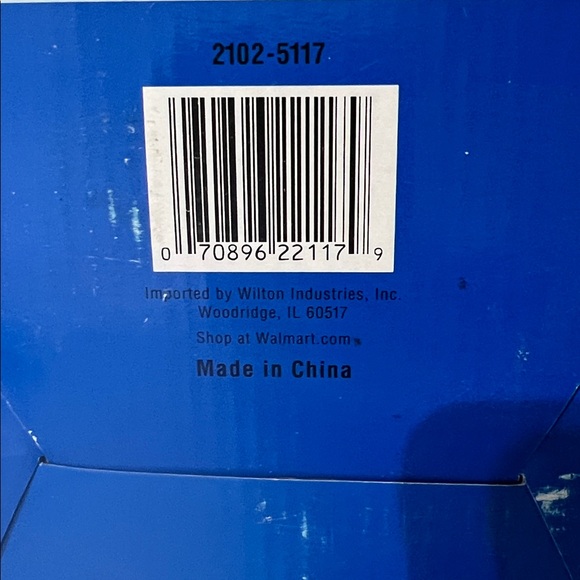 2102-5117
0 70896 22117 9
Imported by Wilton Industries, Inc.
Woodridge, IL 60517
Shop at Walmart.com
Made in China